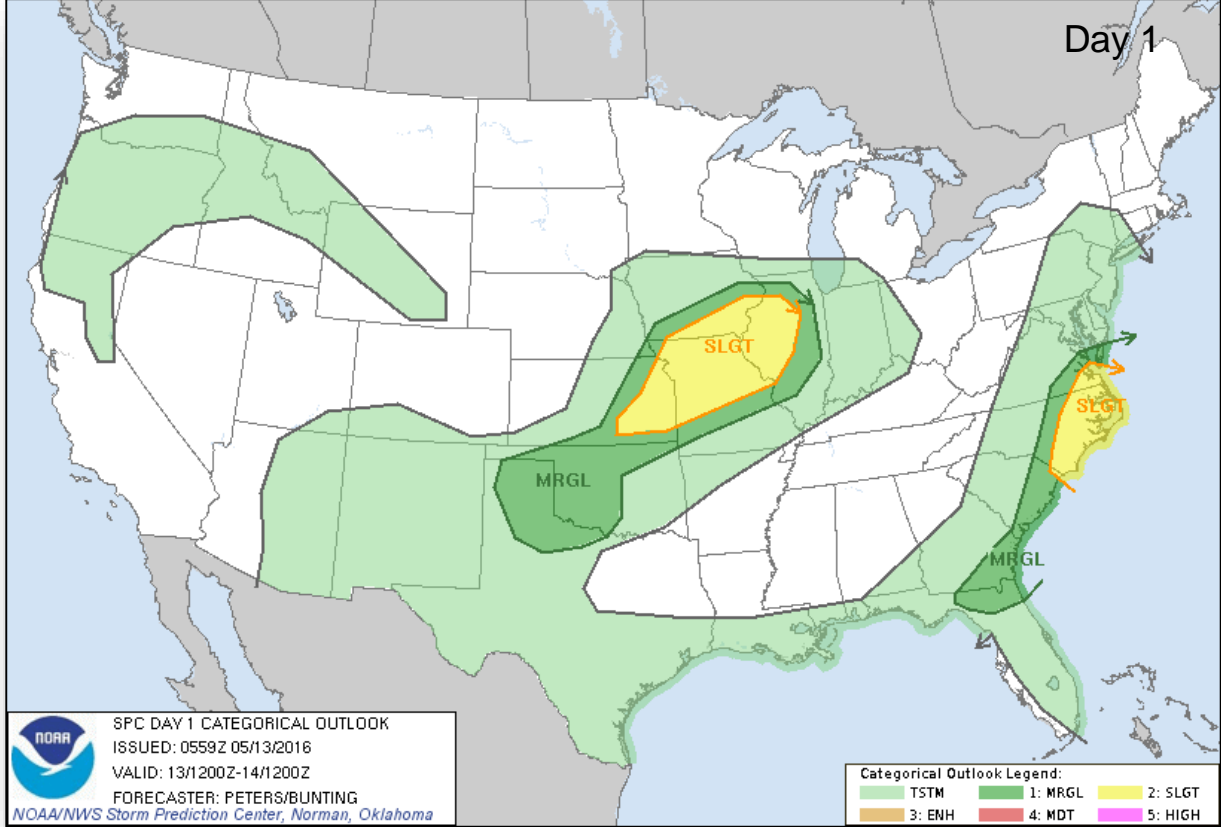 Day 1
SLGT
SLGT
MRGL
MRGL
NOAA
SPC DAY 1 CATEGORICAL OUTLOOK
ISSUED: 0559Z 05/13/2016
VALID: 13/1200Z-14/1200Z
FORECASTER: PETERS/BUNTING
NOAA/NWS Storm Prediction Center, Norman, Oklahoma
Categorical Outlook Legend:
TSTM 1: MRGL 2: SLGT
3: ENH 4: MDT 5: HIGH